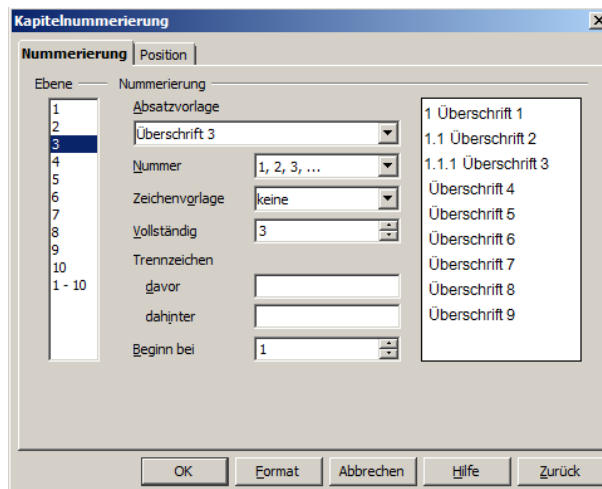 Kapitelnummerierung
Nummerierung Position
Ebene
1
2
3
4
5
6
7
8
9
10
1 - 10
Nummerierung
Absatzvorlage
Überschrift 3
Nummer 1, 2, 3, ...
Zeichenvorlage keine
Vollständig 3
Trennzeichen
davor
dahinter
Beginn bei 1
1 Überschrift 1
1.1 Überschrift 2
1.1.1 Überschrift 3
Überschrift 4
Überschrift 5
Überschrift 6
Überschrift 7
Überschrift 8
Überschrift 9
OK Format Abbrechen Hilfe Zurück